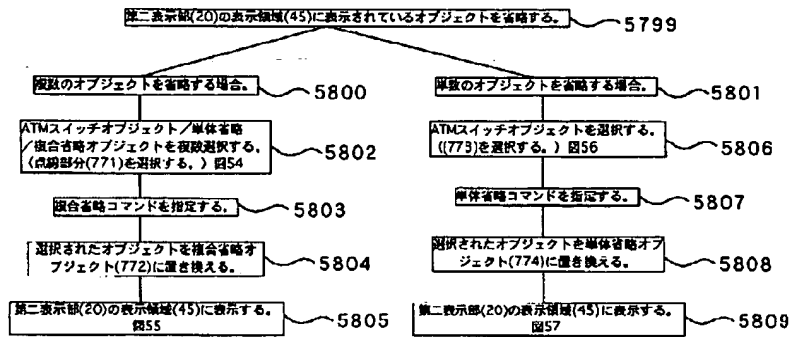 第二表示部(20)の表示領域(45)に表示されているオブジェクトを省略する。
5799
複数のオブジェクトを省略する場合。
5800
ATMスイッチオブジェクト/単体省略
/複合省略オブジェクトを複数選択する。
(点線部分(771)を選択する。)図54
5802
複合省略コマンドを指定する。
5803
選択されたオブジェクトを複合省略オ
ブジェクト(772)に置き換える。
5804
第二表示部(20)の表示領域(45)に表示する。
図55
5805
単数のオブジェクトを省略する場合。
5801
ATMスイッチオブジェクトを選択する。
((773)を選択する。)図56
5806
単体省略コマンドを指定する。
5807
選択されたオブジェクトを単体省略オブ
ジェクト(774)に置き換える。
5808
第二表示部(20)の表示領域(45)に表示する。
図57
5809